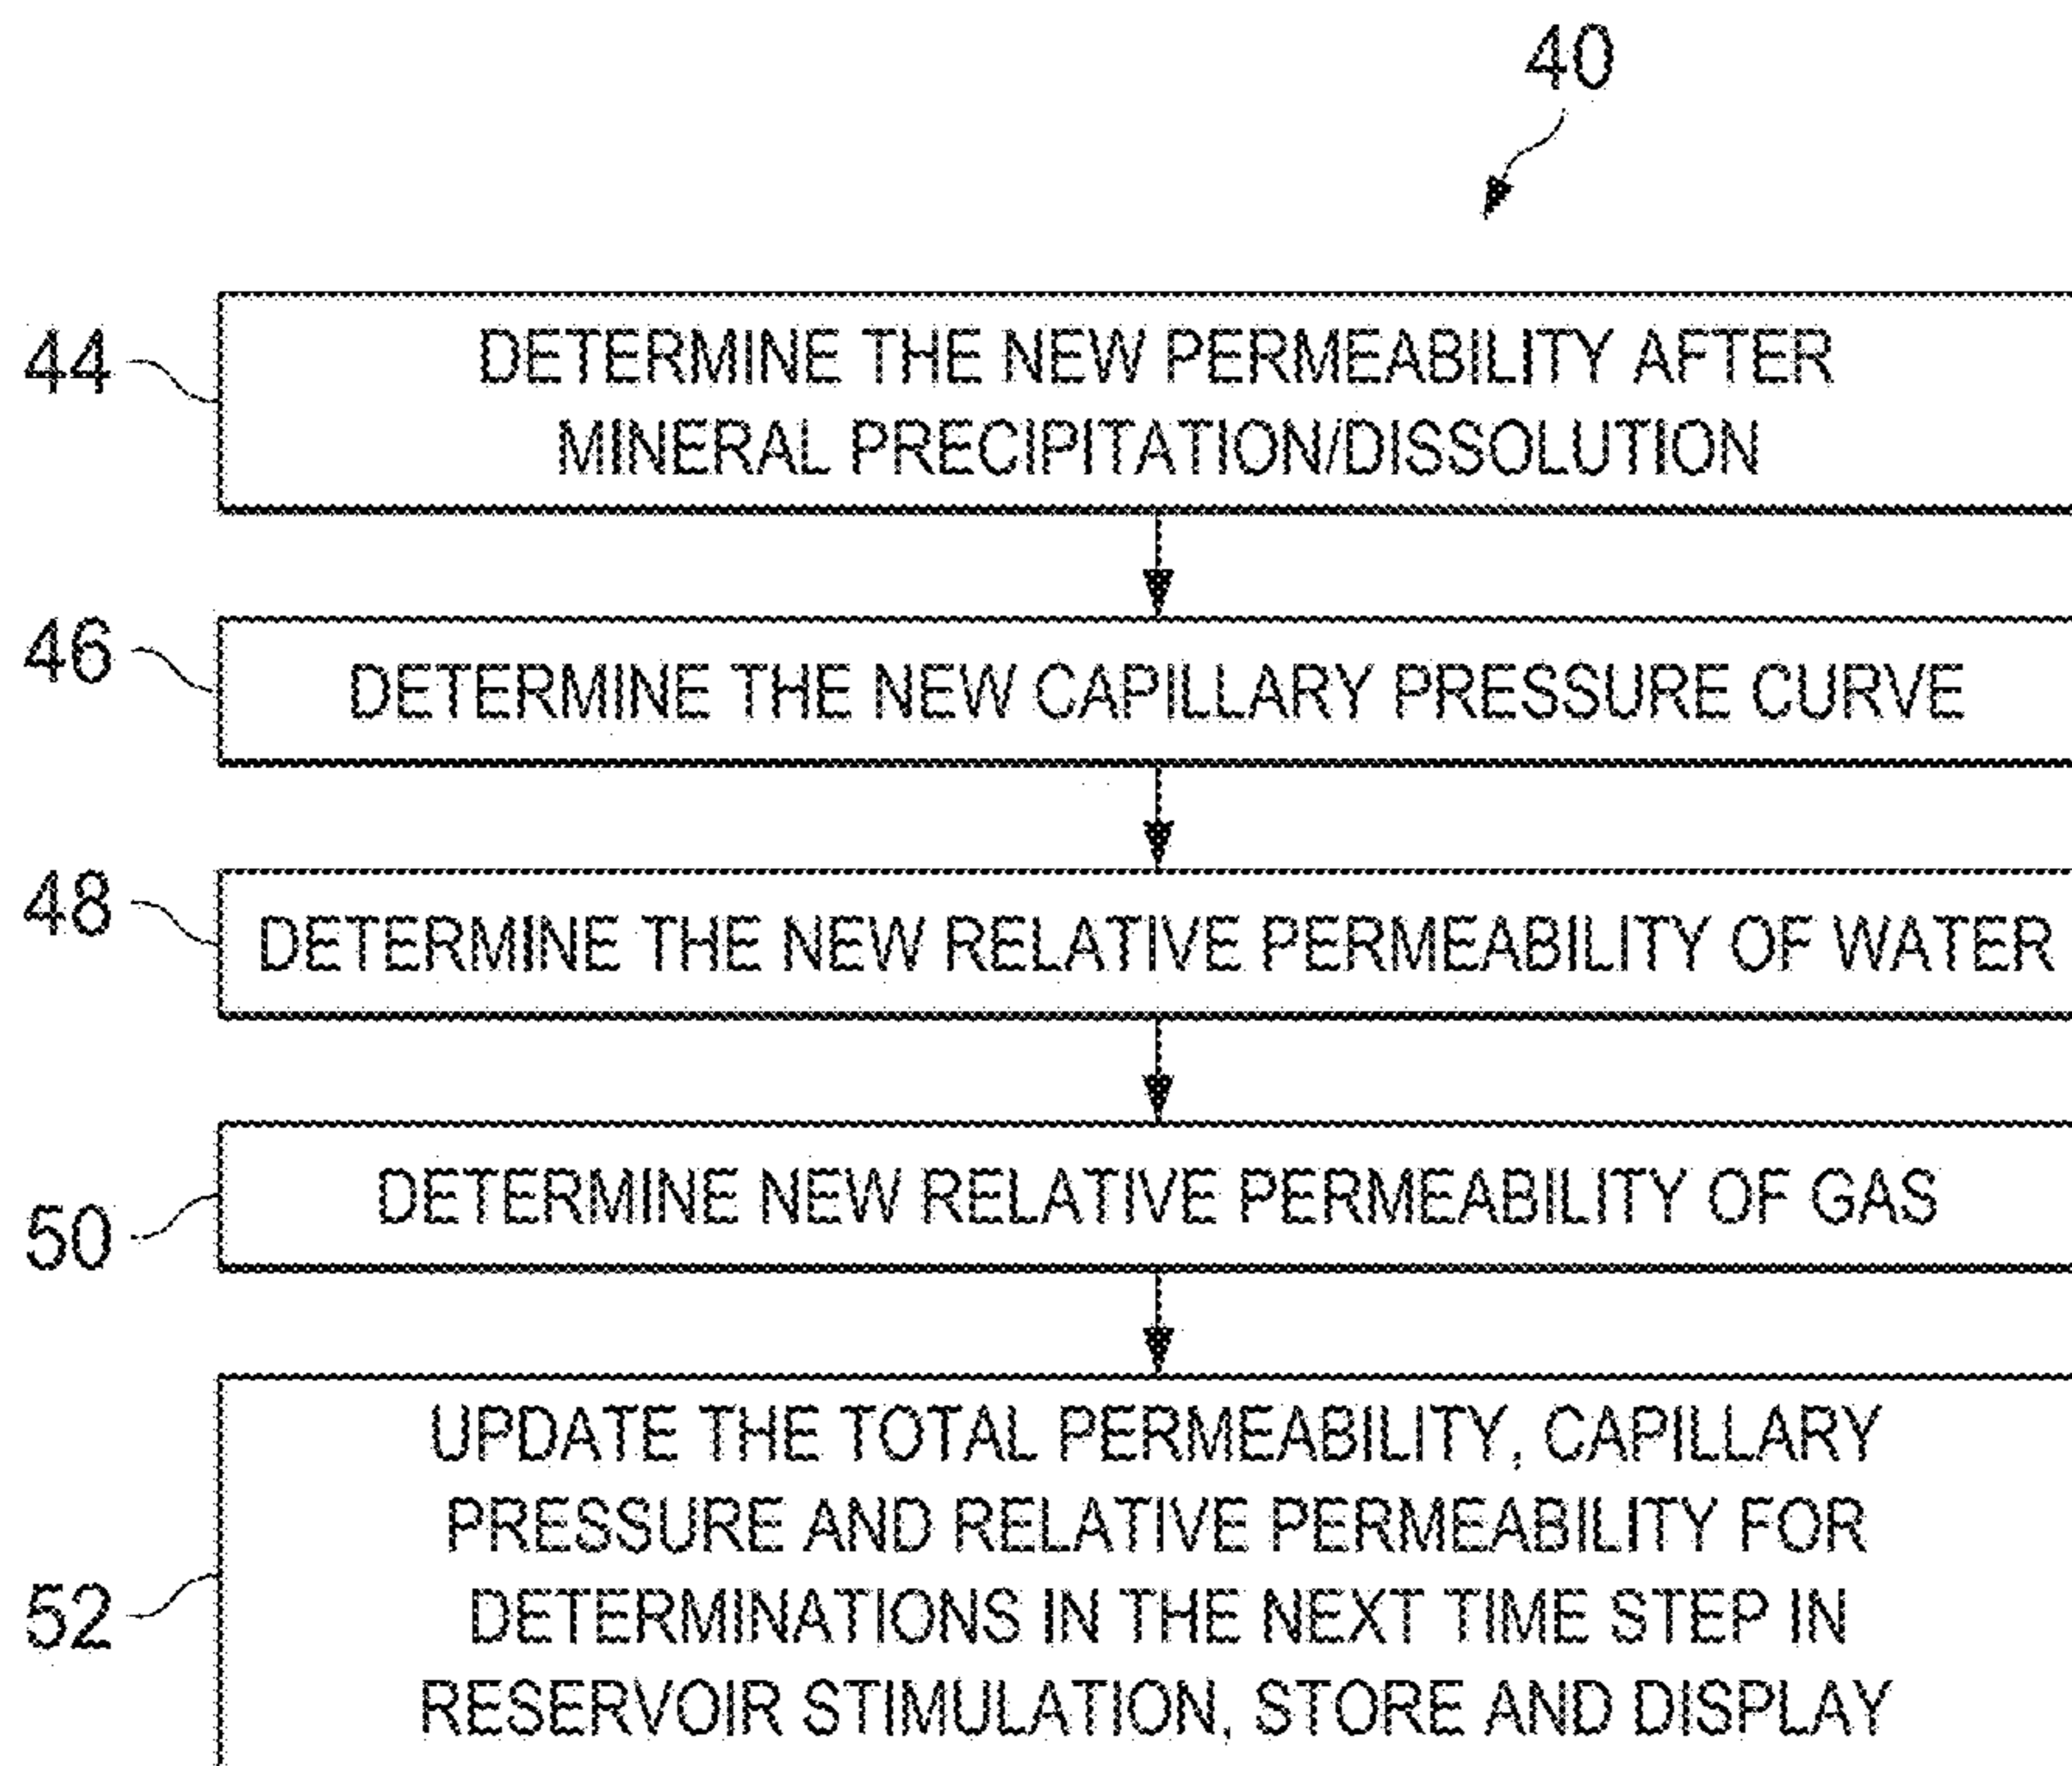 40
44
DETERMINE THE NEW PERMEABILITY AFTER
MINERAL PRECIPITATION/DISSOLUTION
46
DETERMINE THE NEW CAPILLARY PRESSURE CURVE
48
DETERMINE THE NEW RELATIVE PERMEABILITY OF WATER
50
DETERMINE NEW RELATIVE PERMEABILITY OF GAS
52
UPDATE THE TOTAL PERMEABILITY, CAPILLARY
PRESSURE AND RELATIVE PERMEABILITY FOR
DETERMINATIONS IN THE NEXT TIME STEP IN
RESERVOIR STIMULATION, STORE AND DISPLAY